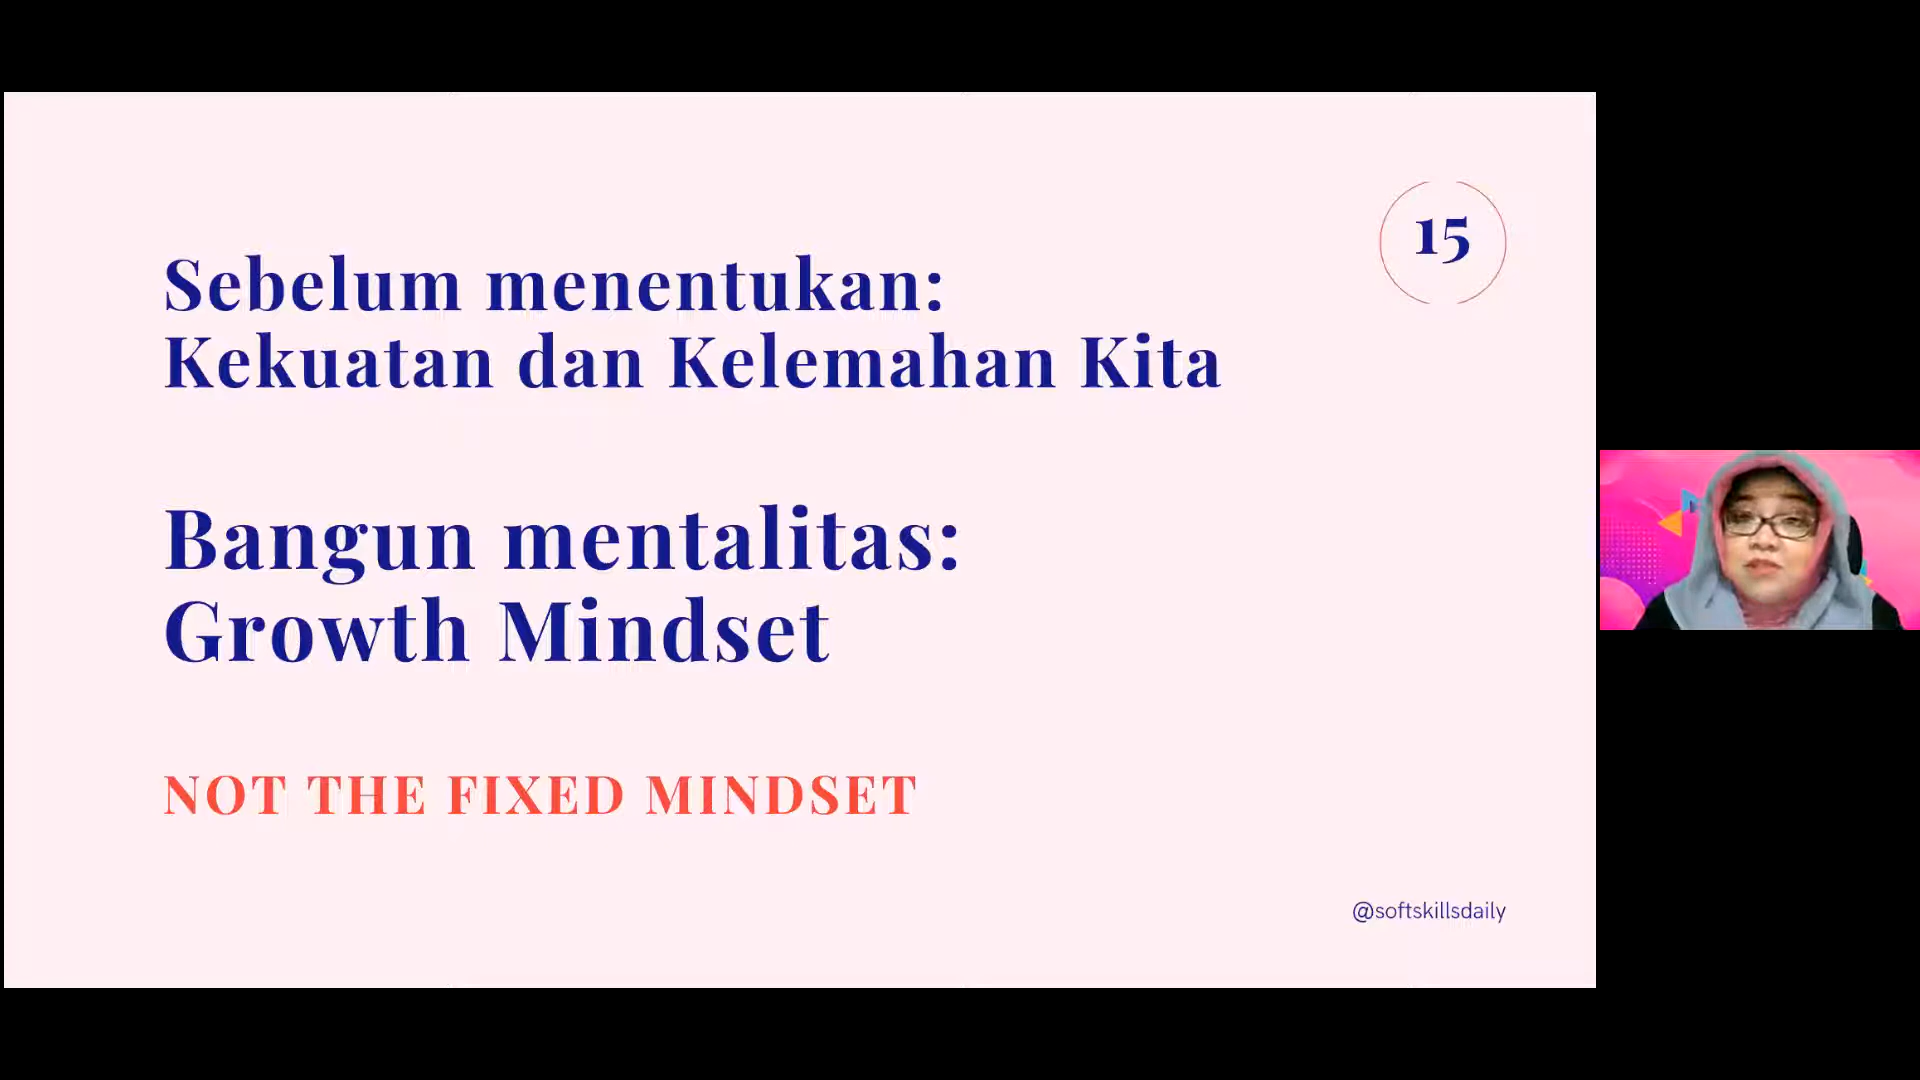 15
Sebelum menentukan:
Kekuatan dan Kelemahan Kita
Bangun mentalitas:
Growth Mindset
NOT THE FIXED MINDSET
@softskillsdaily